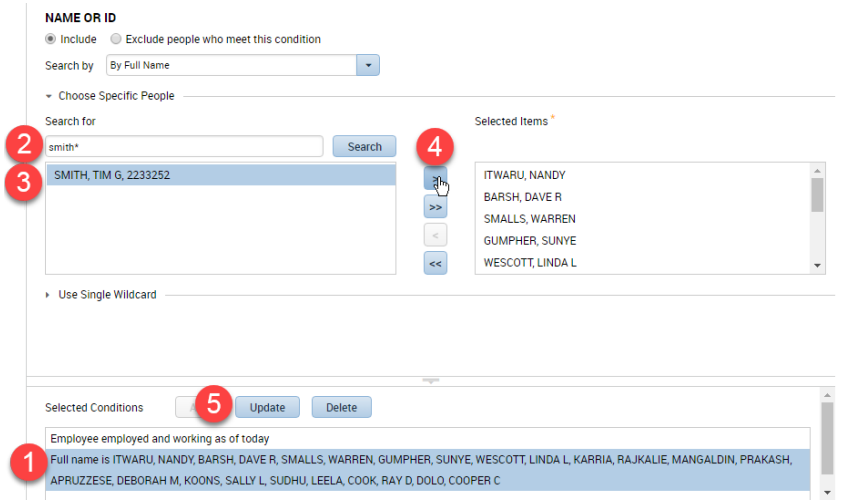 NAME OR ID
Include Exclude people who meet this condition
Search by By Full Name
Choose Specific People
Search for Selected Items *
2 smith* Search 4
3 SMITH, TIM G, 2233252 > ITWARU, NANDY
>> BARSH, DAVE R
SMALLS, WARREN
< GUMPHER, SUNYE
<< WESCOTT, LINDA L
Use Single Wildcard
Selected Conditions 5 Update Delete
Employee employed and working as of today
1 Full name is ITWARU, NANDY, BARSH, DAVE R, SMALLS, WARREN, GUMPHER, SUNYE, WESCOTT, LINDA L, KARRIA, RAJKALIE, MANGALDIN, PRAKASH,
APRUZZESE, DEBORAH M, KOONS, SALLY L, SUDHU, LEELA, COOK, RAY D, DOLO, COOPER C